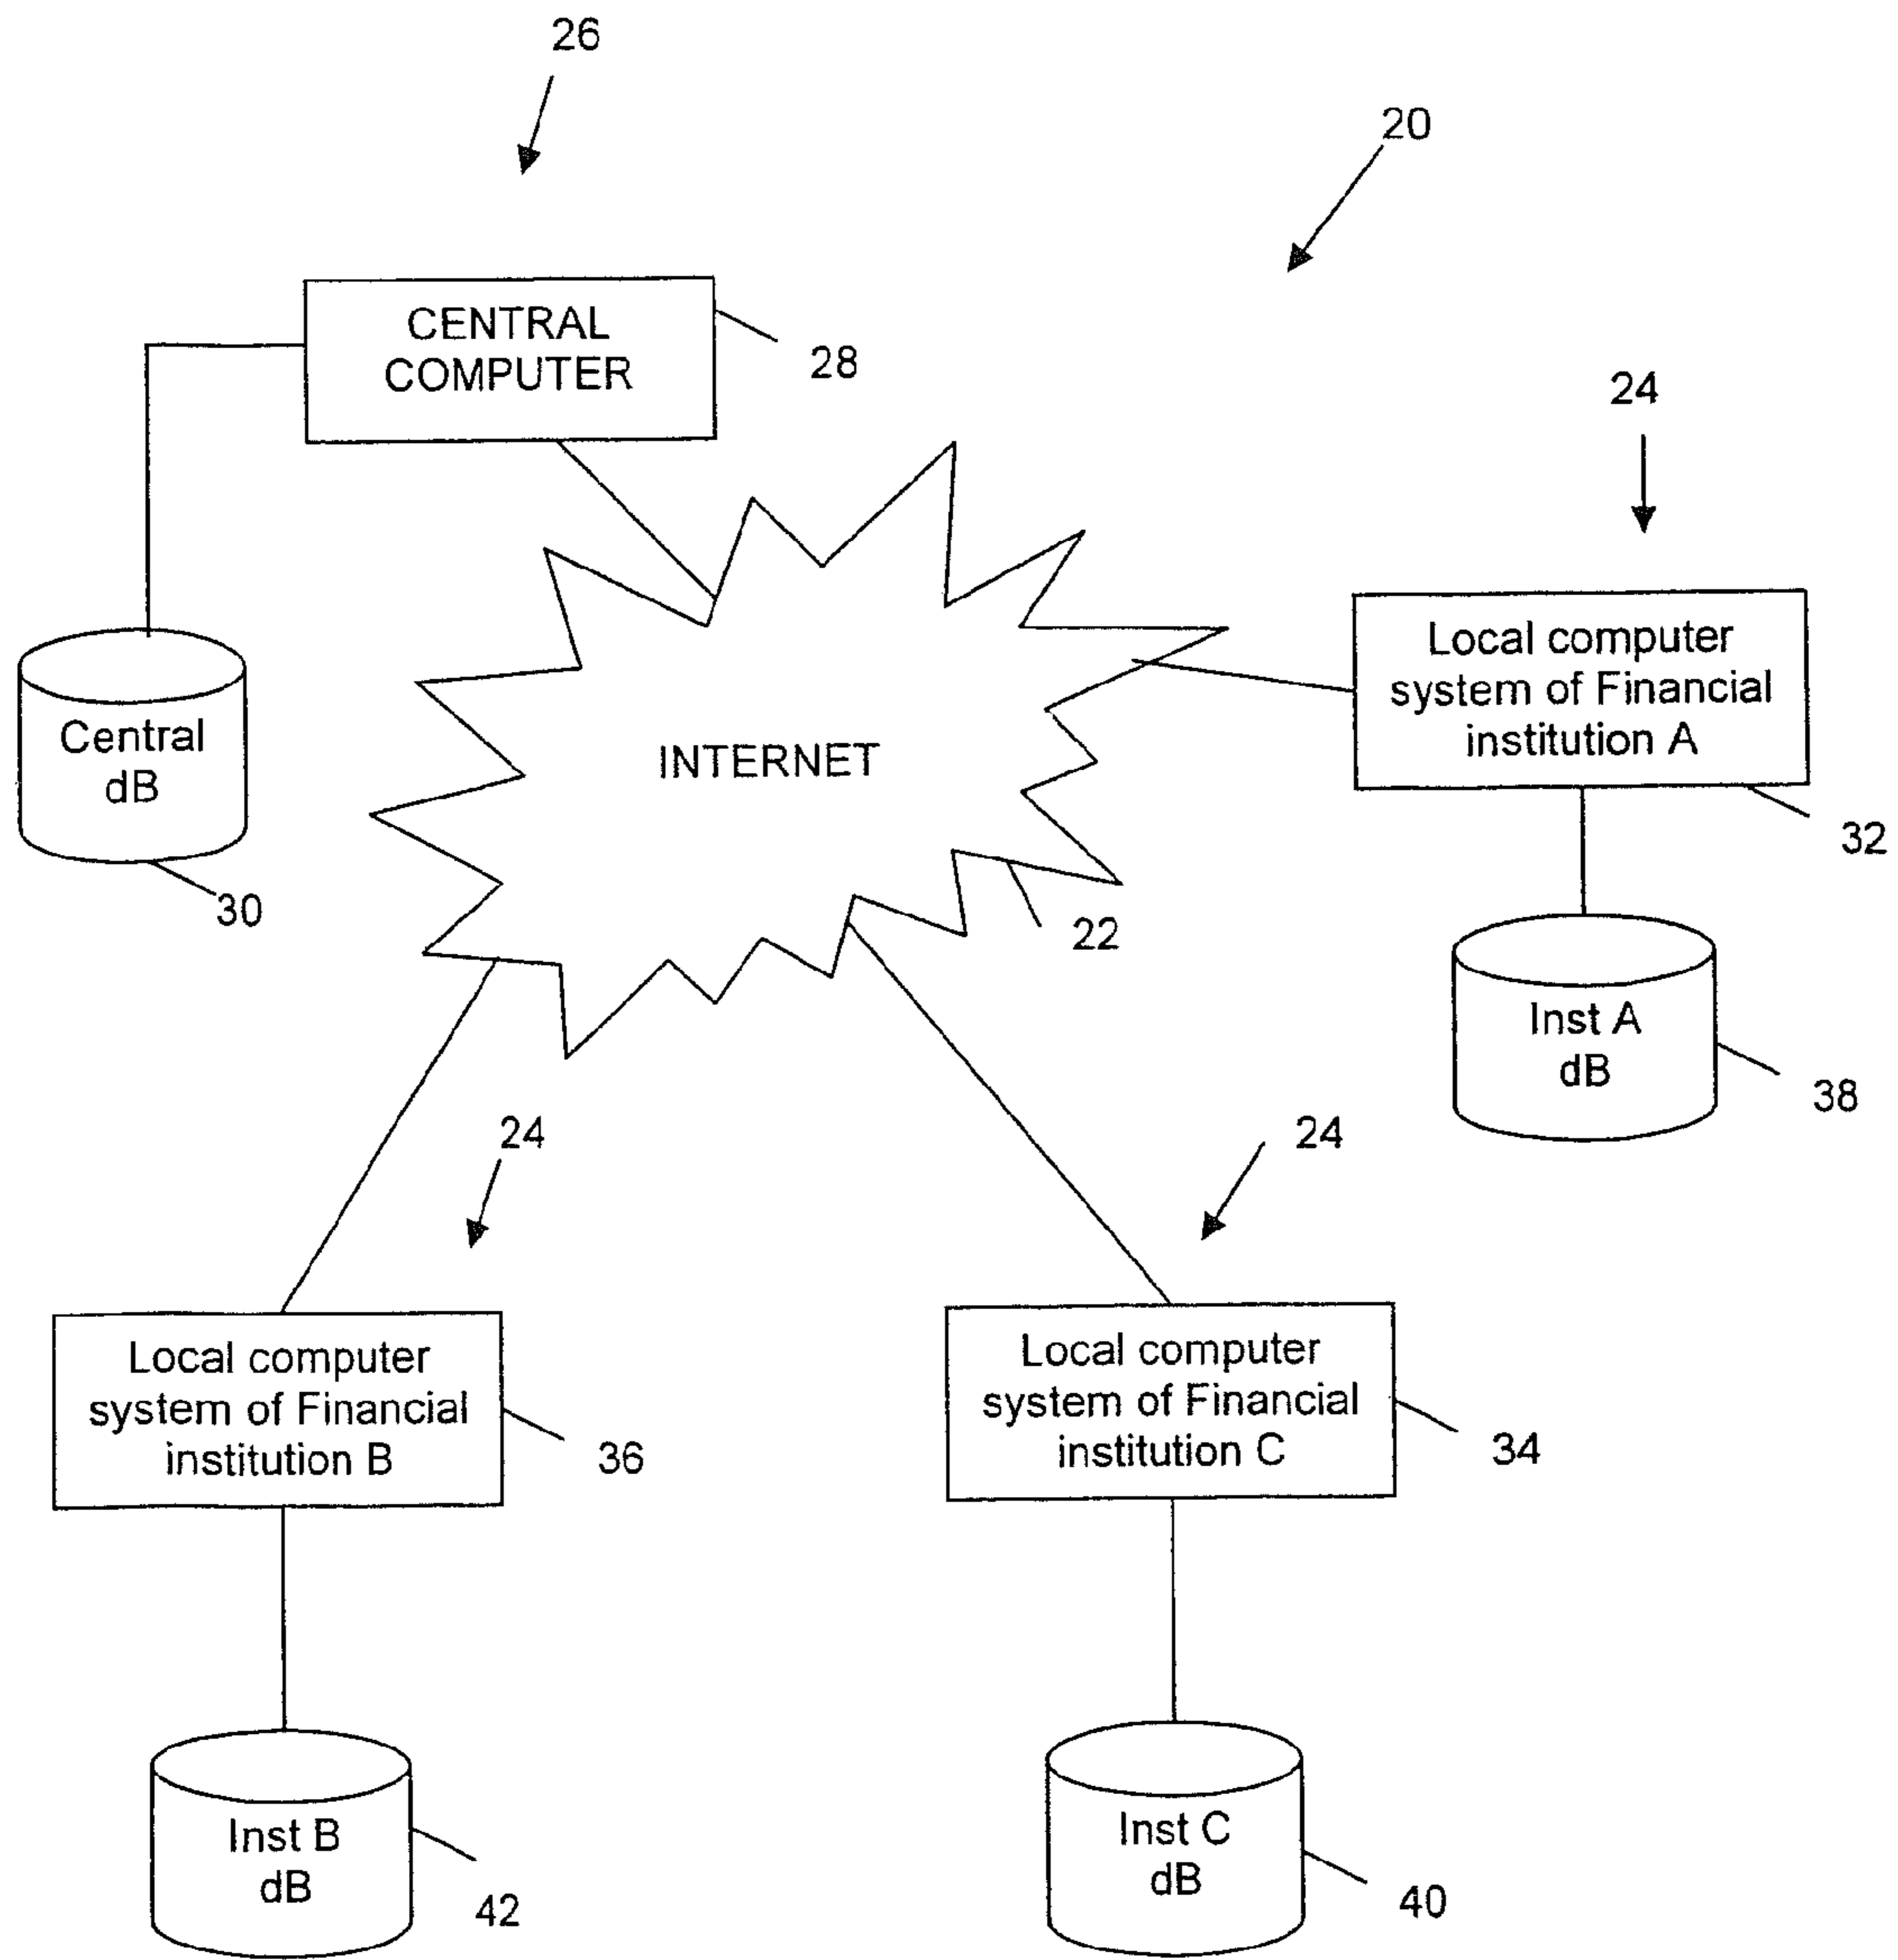 26
20
CENTRAL
COMPUTER
28
24
Local computer
system of Financial
institution A
32
Central
dB
30
INTERNET
22
Inst A
dB
38
24
24
Local computer
system of Financial
institution B
36
Local computer
system of Financial
institution C
34
Inst B
dB
42
Inst C
dB
40